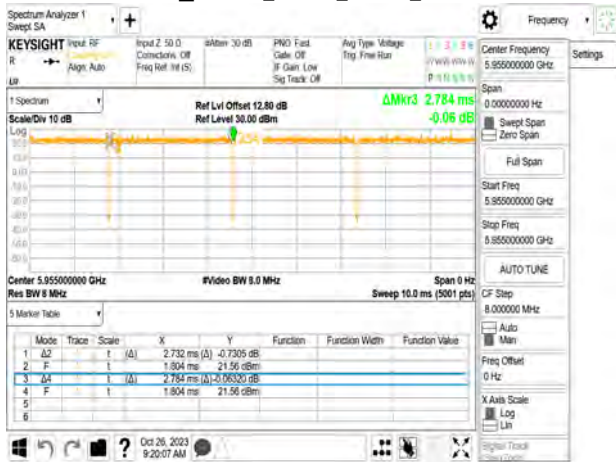 Spectrum Analyzer 1
Swept SA
+
Frequency
KEYSIGHT Input: RF Input Z: 50 Ω #Atten: 30 dB PNO: Fast Avg Type: Voltage
R Corrections: Off Gate: Off Trig: Free Run
Align: Auto Freq Ref: Int (S) IF Gain: Low
Sig Track: Off
Center Frequency
5.955000000 GHz
Settings
Span
0.00000000 Hz
Swept Span
Zero Span
Full Span
Start Freq
5.955000000 GHz
Stop Freq
5.955000000 GHz
AUTO TUNE
CF Step
8.000000 MHz
Auto
Man
Freq Offset
0 Hz
X Axis Scale
Log
Lin
1 Spectrum
Scale/Div 10 dB
Ref Lvl Offset 12.80 dB
Ref Level 30.00 dBm
ΔMkr3 2.784 ms
-0.06 dB
Log
Center 5.955000000 GHz #Video BW 8.0 MHz Span 0 Hz
Res BW 8 MHz Sweep 10.0 ms (5001 pts)
5 Marker Table
Mode Trace Scale X Y Function Function Width Function Value
1 Δ2 1 t (Δ) 2.732 ms (Δ) -0.7305 dB
2 F 1 t 1.804 ms 21.56 dBm
3 Δ4 1 t (Δ) 2.784 ms (Δ) -0.06320 dB
4 F 1 t 1.804 ms 21.56 dBm
5
6
?
Oct 26, 2023
9:20:07 AM